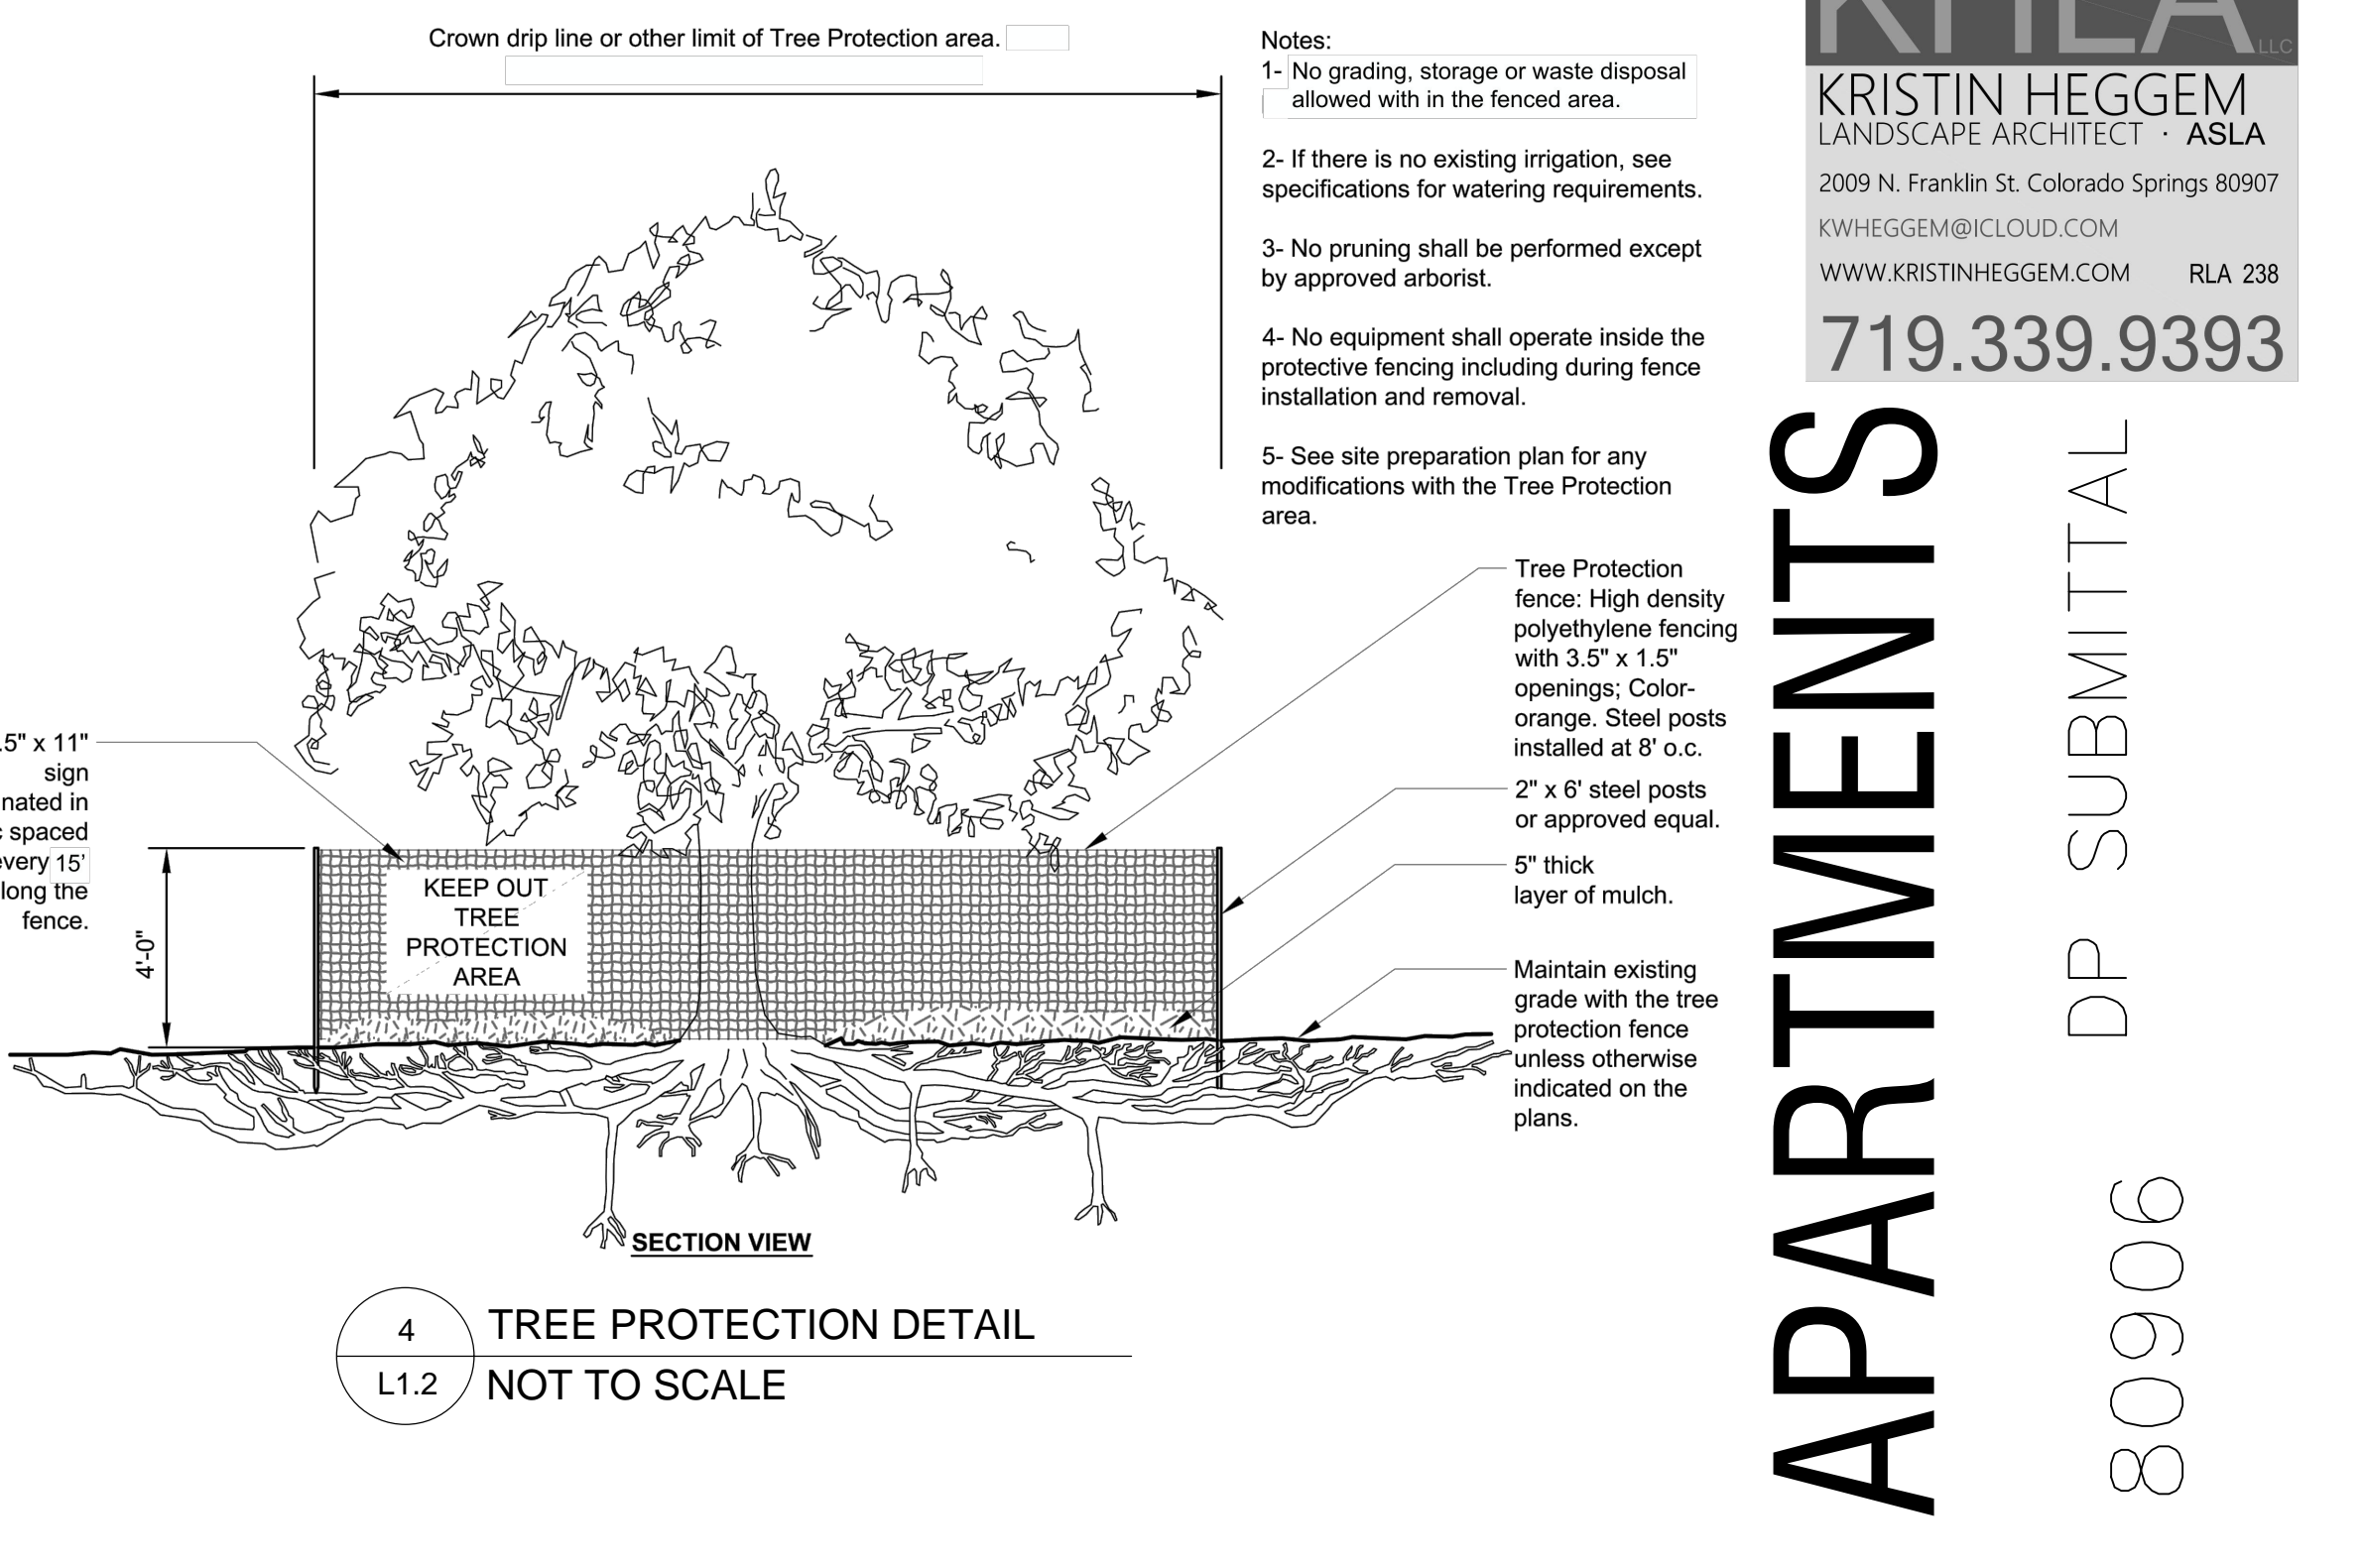 Crown drip line or other limit of Tree Protection area.
Notes:
1- No grading, storage or waste disposal
allowed with in the fenced area.
2- If there is no existing irrigation, see
specifications for watering requirements.
3- No pruning shall be performed except
by approved arborist.
4- No equipment shall operate inside the
protective fencing including during fence
installation and removal.
5- See site preparation plan for any
modifications with the Tree Protection
area.
Tree Protection
fence: High density
polyethylene fencing
with 3.5" x 1.5"
openings; Color-
orange. Steel posts
installed at 8' o.c.
2" x 6' steel posts
or approved equal.
5" thick
layer of mulch.
Maintain existing
grade with the tree
protection fence
unless otherwise
indicated on the
plans.
.5" x 11"
sign
nated in
spaced
every 15'
long the
fence.
4'-0"
KEEP OUT
TREE
PROTECTION
AREA
SECTION VIEW
4
L1.2
TREE PROTECTION DETAIL
NOT TO SCALE
KHLA LLC
KRISTIN HEGGEM
LANDSCAPE ARCHITECT · ASLA
2009 N. Franklin St. Colorado Springs 80907
KWHEGGEM@ICLOUD.COM
WWW.KRISTINHEGGEM.COM RLA 238
719.339.9393
APARTMENTS
DP SUBMITTAL
80906